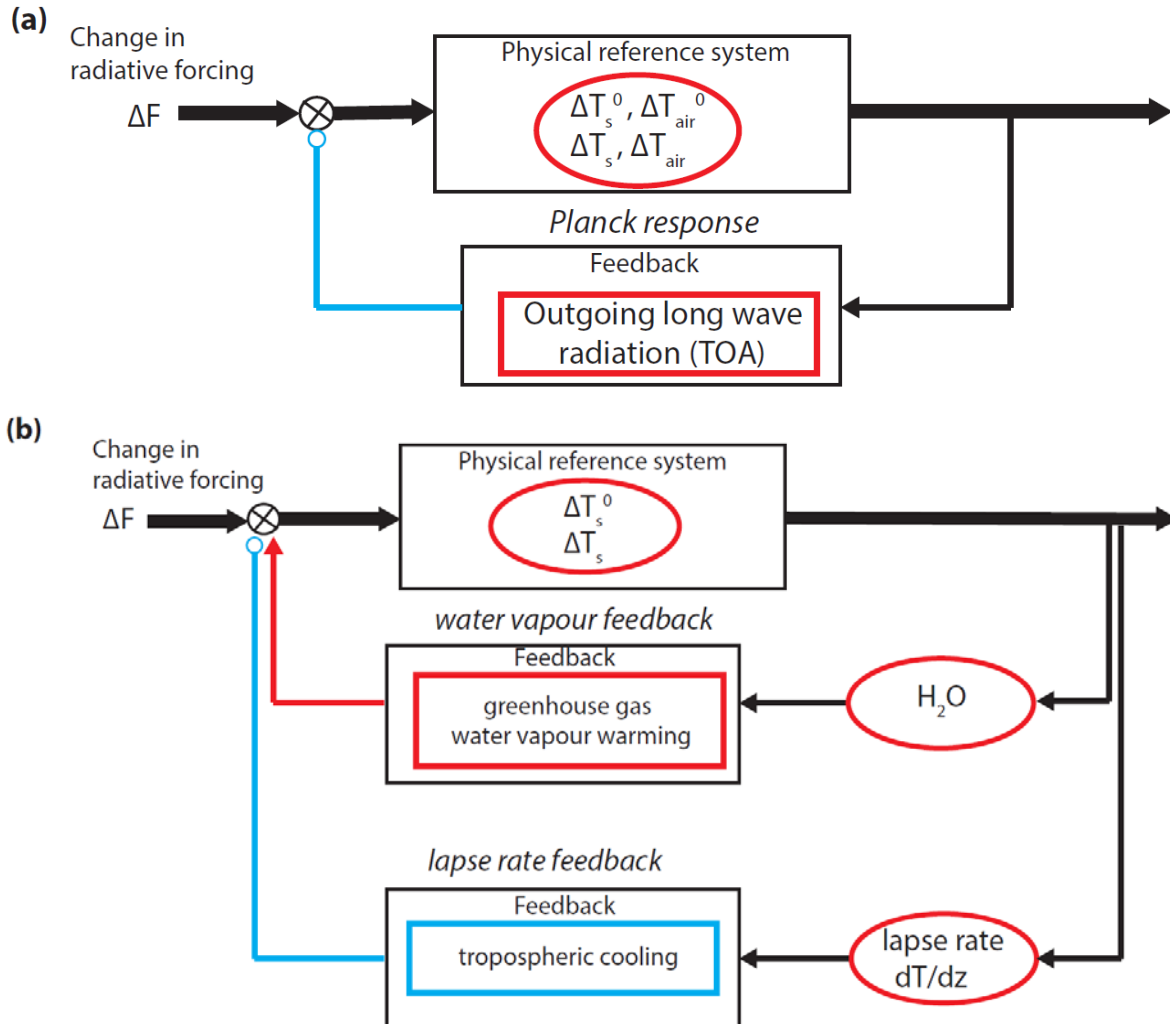 (a)
Change in
radiative forcing
ΔF
Physical reference system
ΔTs⁰, ΔTair⁰
ΔTs, ΔTair
Planck response
Feedback
Outgoing long wave
radiation (TOA)
(b)
Change in
radiative forcing
ΔF
Physical reference system
ΔTs⁰
ΔTs
water vapour feedback
Feedback
greenhouse gas
water vapour warming
H₂O
lapse rate feedback
Feedback
tropospheric cooling
lapse rate
dT/dz